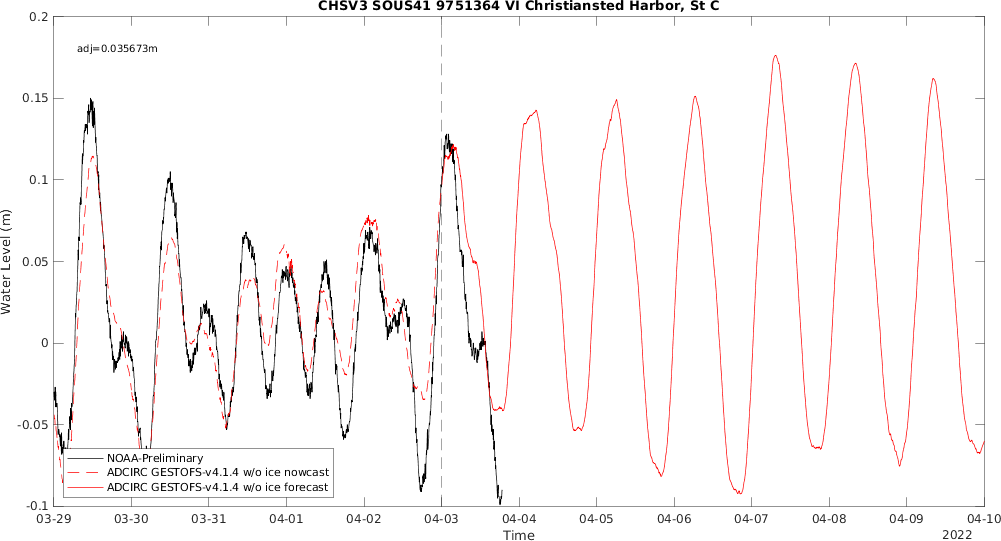 CHSV3 SOUS41 9751364 VI Christiansted Harbor, St C
adj=0.035673m
0.2
0.15
0.1
0.05
0
-0.05
-0.1
Water Level (m)
NOAA-Preliminary
ADCIRC GESTOFS-v4.1.4 w/o ice nowcast
ADCIRC GESTOFS-v4.1.4 w/o ice forecast
03-29 03-30 03-31 04-01 04-02 04-03 04-04 04-05 04-06 04-07 04-08 04-09 04-10
Time
2022